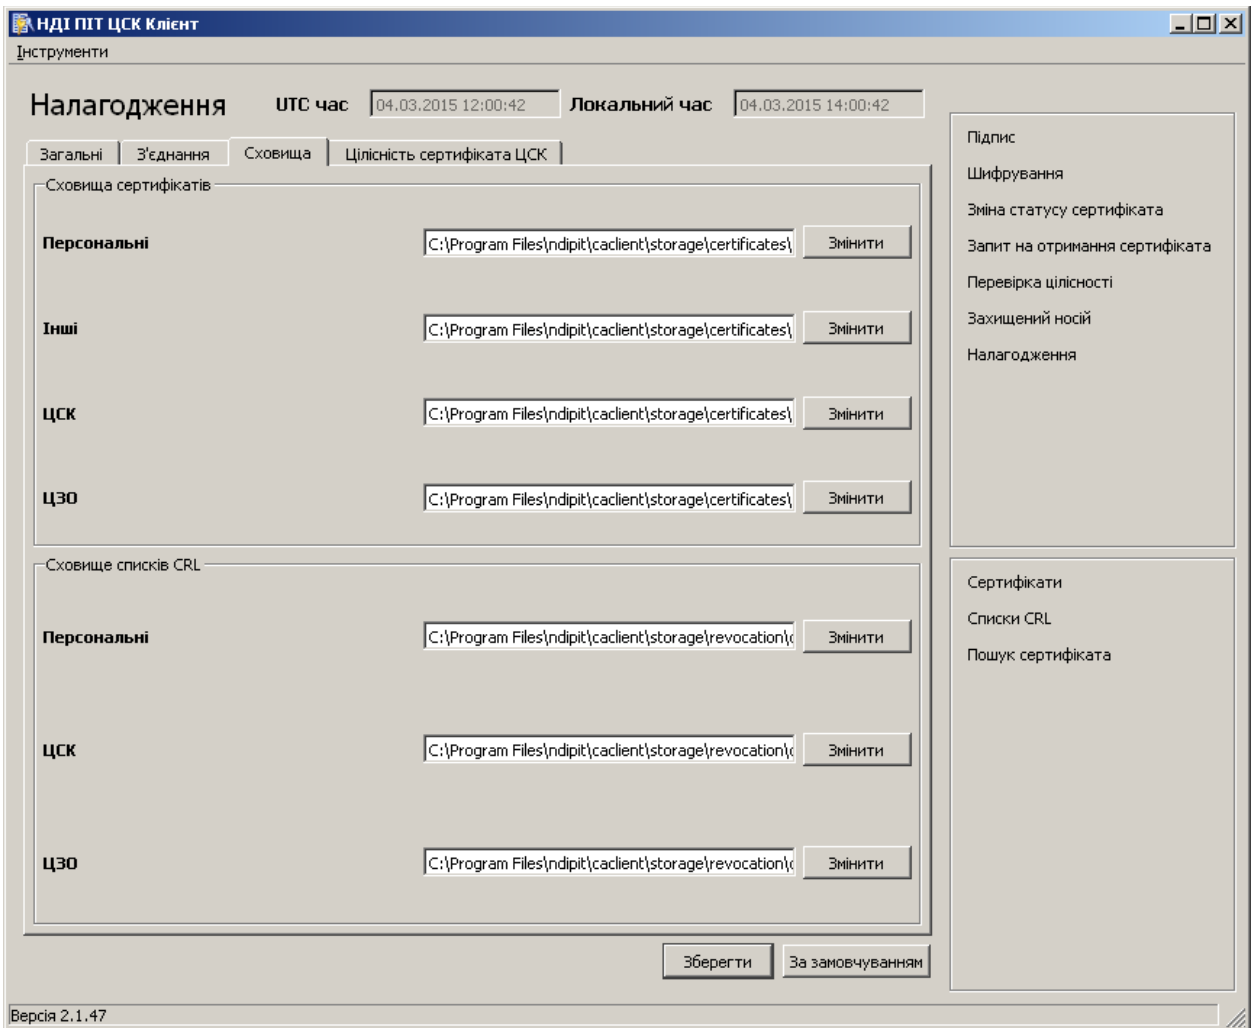 НДІ ПІТ ЦСК Клієнт
Інструменти
Налагодження UTC час 04.03.2015 12:00:42 Локальний час 04.03.2015 14:00:42
Загальні З'єднання Сховища Цілісність сертифіката ЦСК
Сховища сертифікатів
Персональні C:\Program Files\ndipit\caclient\storage\certificates\ Змінити
Інші C:\Program Files\ndipit\caclient\storage\certificates\ Змінити
ЦСК C:\Program Files\ndipit\caclient\storage\certificates\ Змінити
ЦЗО C:\Program Files\ndipit\caclient\storage\certificates\ Змінити
Сховище списків CRL
Персональні C:\Program Files\ndipit\caclient\storage\revocation\ Змінити
ЦСК C:\Program Files\ndipit\caclient\storage\revocation\ Змінити
ЦЗО C:\Program Files\ndipit\caclient\storage\revocation\ Змінити
Зберегти За замовчуванням
Підпис
Шифрування
Зміна статусу сертифіката
Запит на отримання сертифіката
Перевірка цілісності
Захищений носій
Налагодження
Сертифікати
Списки CRL
Пошук сертифіката
Версія 2.1.47